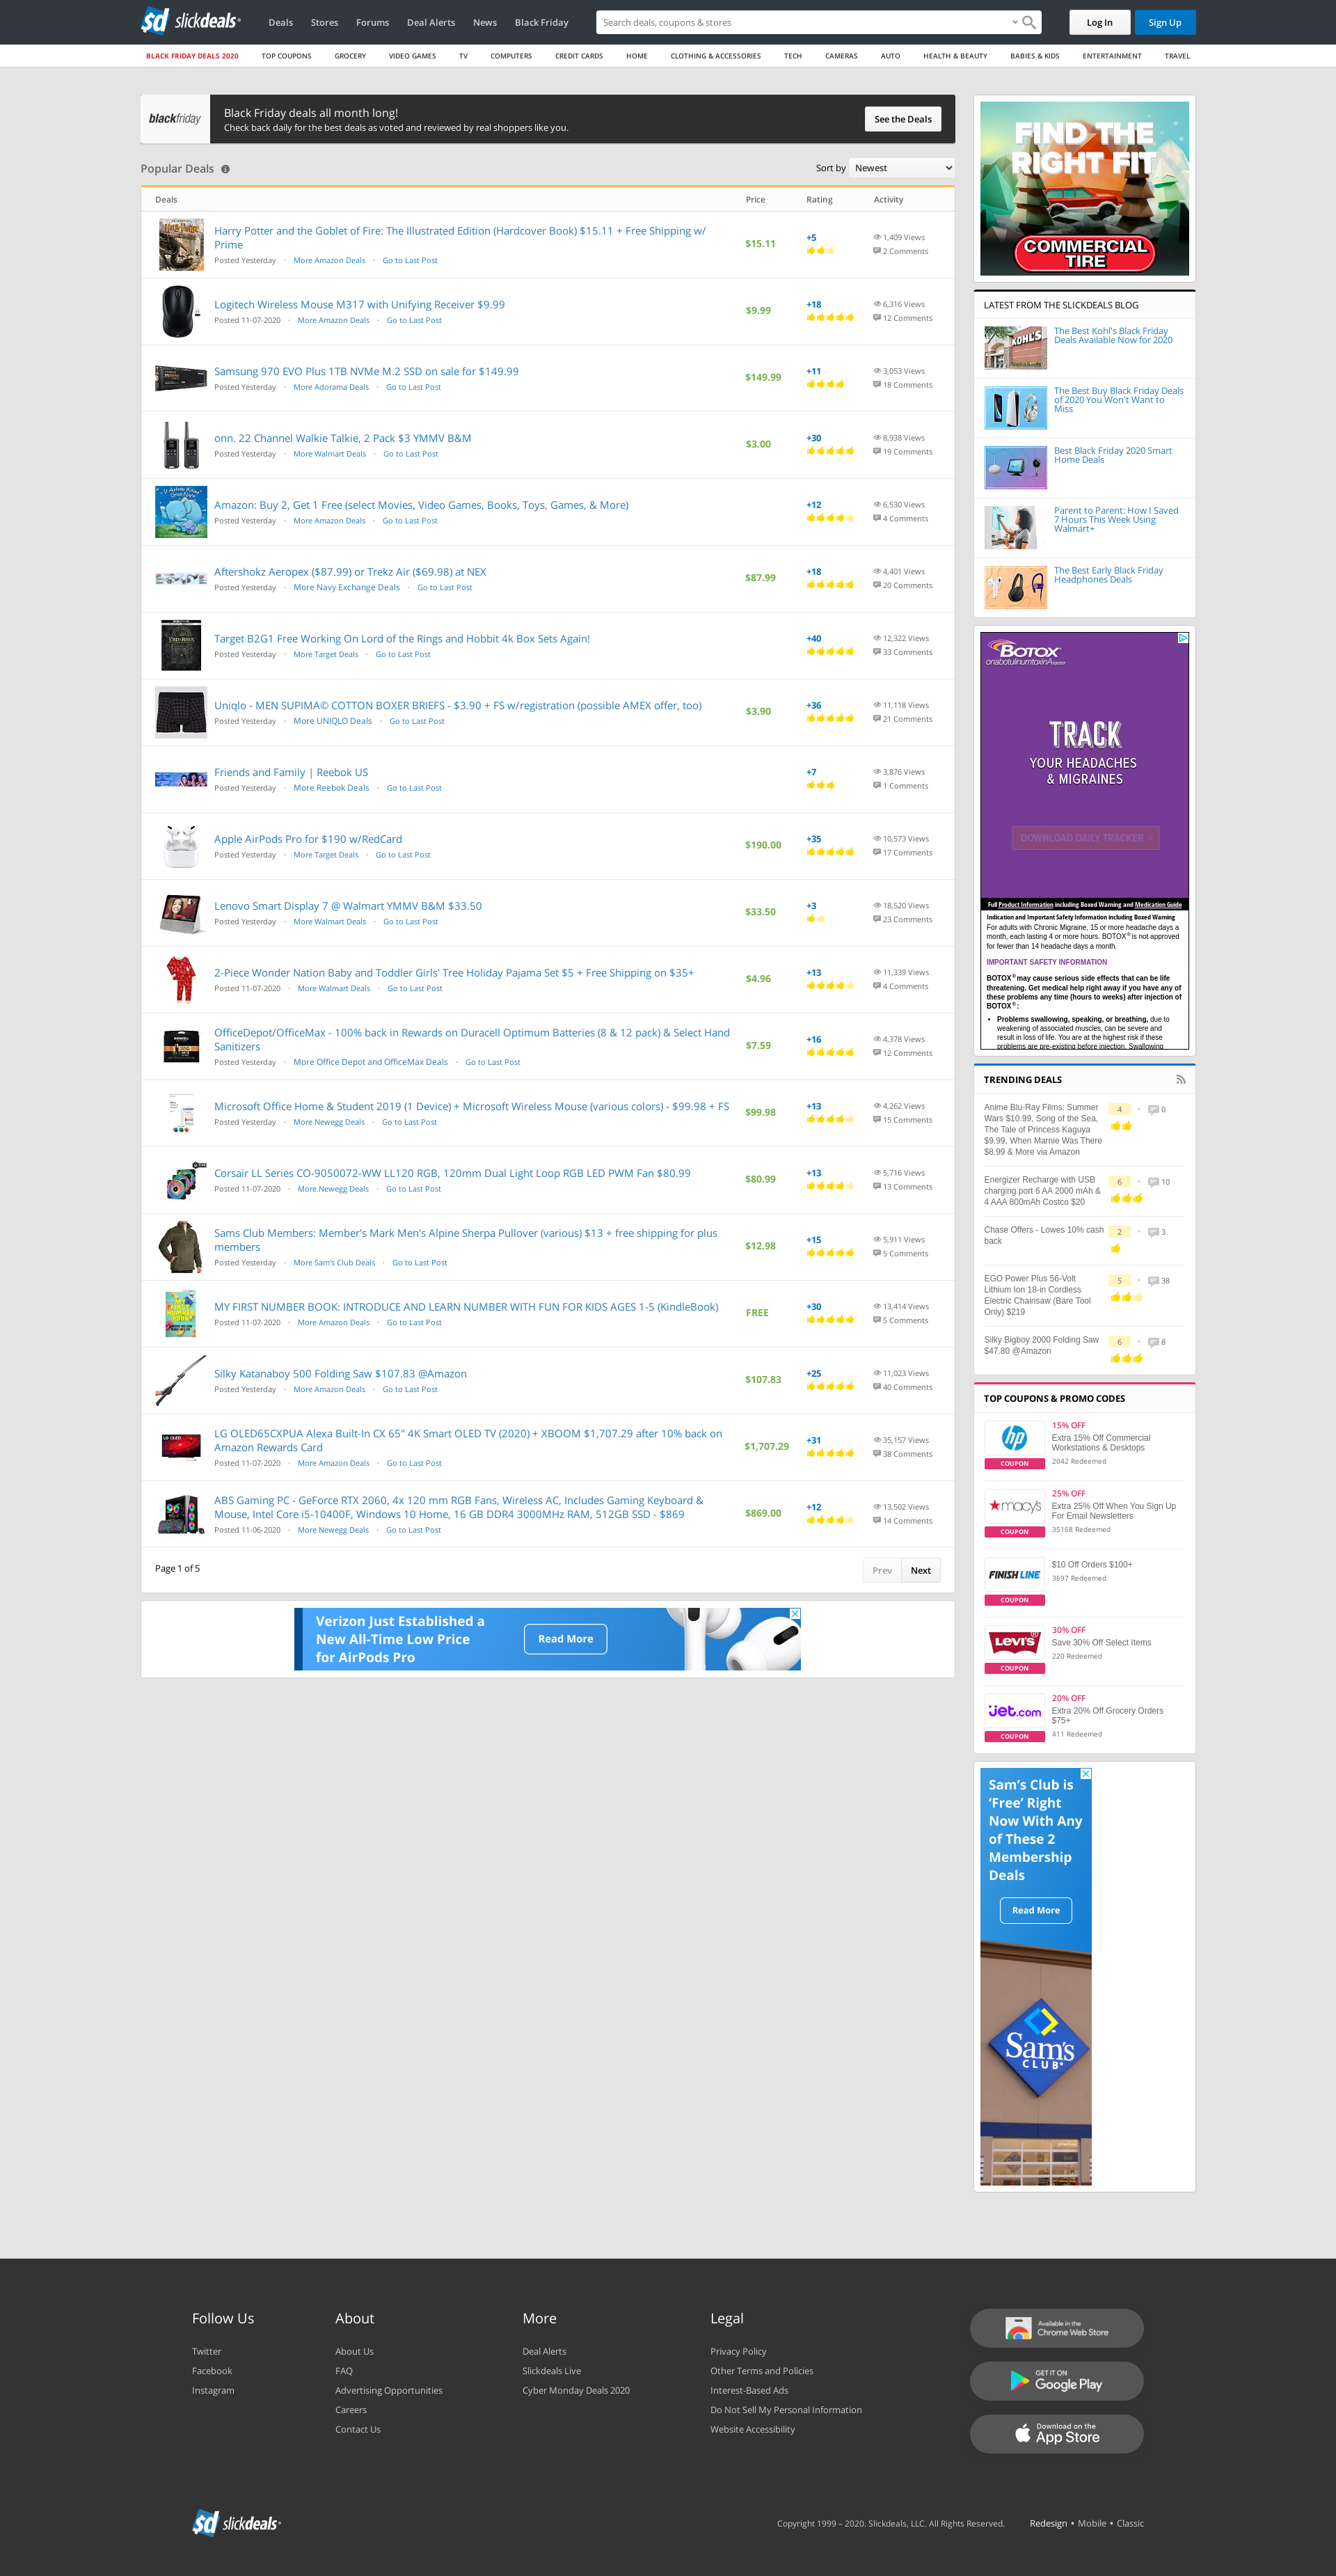 slickdeals
Deals
Stores
Forums
Deal Alerts
News
Black Friday
Search deals, coupons & stores
Log In
Sign Up
BLACK FRIDAY DEALS 2020
TOP COUPONS
GROCERY
VIDEO GAMES
TV
COMPUTERS
CREDIT CARDS
HOME
CLOTHING & ACCESSORIES
TECH
CAMERAS
AUTO
HEALTH & BEAUTY
BABIES & KIDS
ENTERTAINMENT
TRAVEL
blackfriday
Black Friday deals all month long!
Check back daily for the best deals as voted and reviewed by real shoppers like you.
See the Deals
Popular Deals
Sort by Newest
Deals Price Rating Activity
Harry Potter and the Goblet of Fire: The Illustrated Edition (Hardcover Book) $15.11 + Free Shipping w/
Prime
Posted Yesterday · More Amazon Deals · Go to Last Post
$15.11
+5
1,409 Views
2 Comments
Logitech Wireless Mouse M317 with Unifying Receiver $9.99
Posted 11-07-2020 · More Amazon Deals · Go to Last Post
$9.99
+18
6,316 Views
12 Comments
Samsung 970 EVO Plus 1TB NVMe M.2 SSD on sale for $149.99
Posted Yesterday · More Adorama Deals · Go to Last Post
$149.99
+11
3,053 Views
18 Comments
onn. 22 Channel Walkie Talkie, 2 Pack $3 YMMV B&M
Posted Yesterday · More Walmart Deals · Go to Last Post
$3.00
+30
8,938 Views
19 Comments
Amazon: Buy 2, Get 1 Free (select Movies, Video Games, Books, Toys, Games, & More)
Posted Yesterday · More Amazon Deals · Go to Last Post
+12
6,530 Views
4 Comments
Aftershokz Aeropex ($87.99) or Trekz Air ($69.98) at NEX
Posted Yesterday · More Navy Exchange Deals · Go to Last Post
$87.99
+18
4,401 Views
20 Comments
Target B2G1 Free Working On Lord of the Rings and Hobbit 4k Box Sets Again!
Posted Yesterday · More Target Deals · Go to Last Post
+40
12,322 Views
33 Comments
Uniqlo - MEN SUPIMA© COTTON BOXER BRIEFS - $3.90 + FS w/registration (possible AMEX offer, too)
Posted Yesterday · More UNIQLO Deals · Go to Last Post
$3.90
+36
11,118 Views
21 Comments
Friends and Family | Reebok US
Posted Yesterday · More Reebok Deals · Go to Last Post
+7
3,876 Views
1 Comments
Apple AirPods Pro for $190 w/RedCard
Posted Yesterday · More Target Deals · Go to Last Post
$190.00
+35
10,573 Views
17 Comments
Lenovo Smart Display 7 @ Walmart YMMV B&M $33.50
Posted Yesterday · More Walmart Deals · Go to Last Post
$33.50
+3
18,520 Views
23 Comments
2-Piece Wonder Nation Baby and Toddler Girls' Tree Holiday Pajama Set $5 + Free Shipping on $35+
Posted 11-07-2020 · More Walmart Deals · Go to Last Post
$4.96
+13
11,339 Views
4 Comments
OfficeDepot/OfficeMax - 100% back in Rewards on Duracell Optimum Batteries (8 & 12 pack) & Select Hand
Sanitizers
Posted Yesterday · More Office Depot and OfficeMax Deals · Go to Last Post
$7.59
+16
4,378 Views
12 Comments
Microsoft Office Home & Student 2019 (1 Device) + Microsoft Wireless Mouse (various colors) - $99.98 + FS
Posted Yesterday · More Newegg Deals · Go to Last Post
$99.98
+13
4,262 Views
15 Comments
Corsair LL Series CO-9050072-WW LL120 RGB, 120mm Dual Light Loop RGB LED PWM Fan $80.99
Posted 11-07-2020 · More Newegg Deals · Go to Last Post
$80.99
+13
5,716 Views
13 Comments
Sams Club Members: Member's Mark Men's Alpine Sherpa Pullover (various) $13 + free shipping for plus
members
Posted Yesterday · More Sam's Club Deals · Go to Last Post
$12.98
+15
5,911 Views
5 Comments
MY FIRST NUMBER BOOK: INTRODUCE AND LEARN NUMBER WITH FUN FOR KIDS AGES 1-5 (KindleBook)
Posted 11-07-2020 · More Amazon Deals · Go to Last Post
FREE
+30
13,414 Views
5 Comments
Silky Katanaboy 500 Folding Saw $107.83 @Amazon
Posted Yesterday · More Amazon Deals · Go to Last Post
$107.83
+25
11,023 Views
40 Comments
LG OLED65CXPUA Alexa Built-In CX 65" 4K Smart OLED TV (2020) + XBOOM $1,707.29 after 10% back on
Amazon Rewards Card
Posted 11-07-2020 · More Amazon Deals · Go to Last Post
$1,707.29
+31
35,157 Views
38 Comments
ABS Gaming PC - GeForce RTX 2060, 4x 120 mm RGB Fans, Wireless AC, Includes Gaming Keyboard &
Mouse, Intel Core i5-10400F, Windows 10 Home, 16 GB DDR4 3000MHz RAM, 512GB SSD - $869
Posted 11-06-2020 · More Newegg Deals · Go to Last Post
$869.00
+12
13,502 Views
14 Comments
Page 1 of 5
Prev
Next
Verizon Just Established a
New All-Time Low Price
for AirPods Pro
Read More
FIND THE
RIGHT FIT
COMMERCIAL
TIRE
LATEST FROM THE SLICKDEALS BLOG
KOHL'S
The Best Kohl's Black Friday
Deals Available Now for 2020
The Best Buy Black Friday Deals
of 2020 You Won't Want to
Miss
Best Black Friday 2020 Smart
Home Deals
Parent to Parent: How I Saved
7 Hours This Week Using
Walmart+
The Best Early Black Friday
Headphones Deals
BOTOX
onabotulinumtoxinA injection
TRACK
YOUR HEADACHES
& MIGRAINES
DOWNLOAD DAILY TRACKER >
Full Product Information including Boxed Warning and Medication Guide
Indication and Important Safety Information including Boxed Warning
For adults with Chronic Migraine, 15 or more headache days a
month, each lasting 4 or more hours. BOTOX® is not approved
for fewer than 14 headache days a month.
IMPORTANT SAFETY INFORMATION
BOTOX® may cause serious side effects that can be life
threatening. Get medical help right away if you have any of
these problems any time (hours to weeks) after injection of
BOTOX®:
• Problems swallowing, speaking, or breathing, due to
weakening of associated muscles, can be severe and
result in loss of life. You are at the highest risk if these
problems are pre-existing before injection. Swallowing
TRENDING DEALS
Anime Blu-Ray Films: Summer
Wars $10.99, Song of the Sea,
The Tale of Princess Kaguya
$9.99, When Marnie Was There
$8.99 & More via Amazon
4 • 0
Energizer Recharge with USB
charging port 6 AA 2000 mAh &
4 AAA 800mAh Costco $20
6 • 10
Chase Offers - Lowes 10% cash
back
2 • 3
EGO Power Plus 56-Volt
Lithium Ion 18-in Cordless
Electric Chainsaw (Bare Tool
Only) $219
5 • 38
Silky Bigboy 2000 Folding Saw
$47.80 @Amazon
6 • 8
TOP COUPONS & PROMO CODES
hp
COUPON
15% OFF
Extra 15% Off Commercial
Workstations & Desktops
2042 Redeemed
macy's
COUPON
25% OFF
Extra 25% Off When You Sign Up
For Email Newsletters
35168 Redeemed
FINISH LINE
COUPON
$10 Off Orders $100+
3697 Redeemed
LEVI'S
COUPON
30% OFF
Save 30% Off Select Items
220 Redeemed
jet.com
COUPON
20% OFF
Extra 20% Off Grocery Orders
$75+
411 Redeemed
Sam's Club is
‘Free’ Right
Now With Any
of These 2
Membership
Deals
Read More
Sam's
CLUB
Follow Us
Twitter
Facebook
Instagram
About
About Us
FAQ
Advertising Opportunities
Careers
Contact Us
More
Deal Alerts
Slickdeals Live
Cyber Monday Deals 2020
Legal
Privacy Policy
Other Terms and Policies
Interest-Based Ads
Do Not Sell My Personal Information
Website Accessibility
Available in the
Chrome Web Store
GET IT ON
Google Play
Download on the
App Store
slickdeals
Copyright 1999 – 2020. Slickdeals, LLC. All Rights Reserved.
Redesign • Mobile • Classic